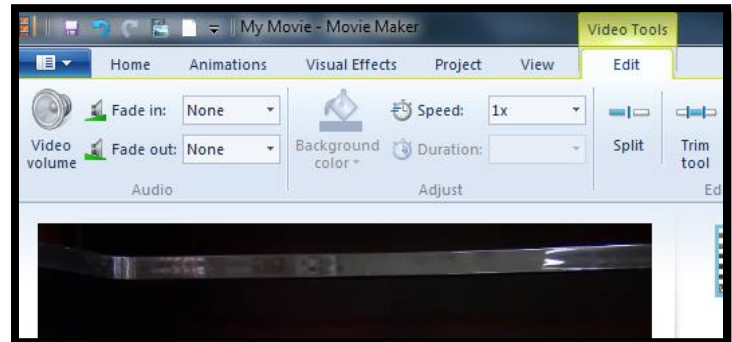 My Movie - Movie Maker
Video Tools
Home Animations Visual Effects Project View Edit
Fade in: None
Speed: 1x
Video volume
Fade out: None
Background color
Duration:
Split
Trim tool
Audio
Adjust
Ed